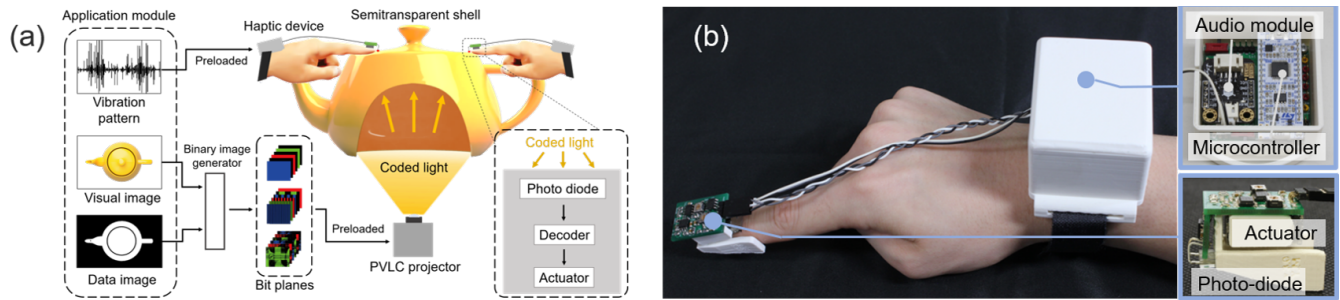 (a)
Application module
Vibration
pattern
Visual image
Data image
Preloaded
Haptic device
Semitransparent shell
Binary image
generator
Bit planes
Preloaded
Coded light
PVLC projector
Coded light
Photo diode
Decoder
Actuator
(b)
Audio module
Microcontroller
Actuator
Photo-diode